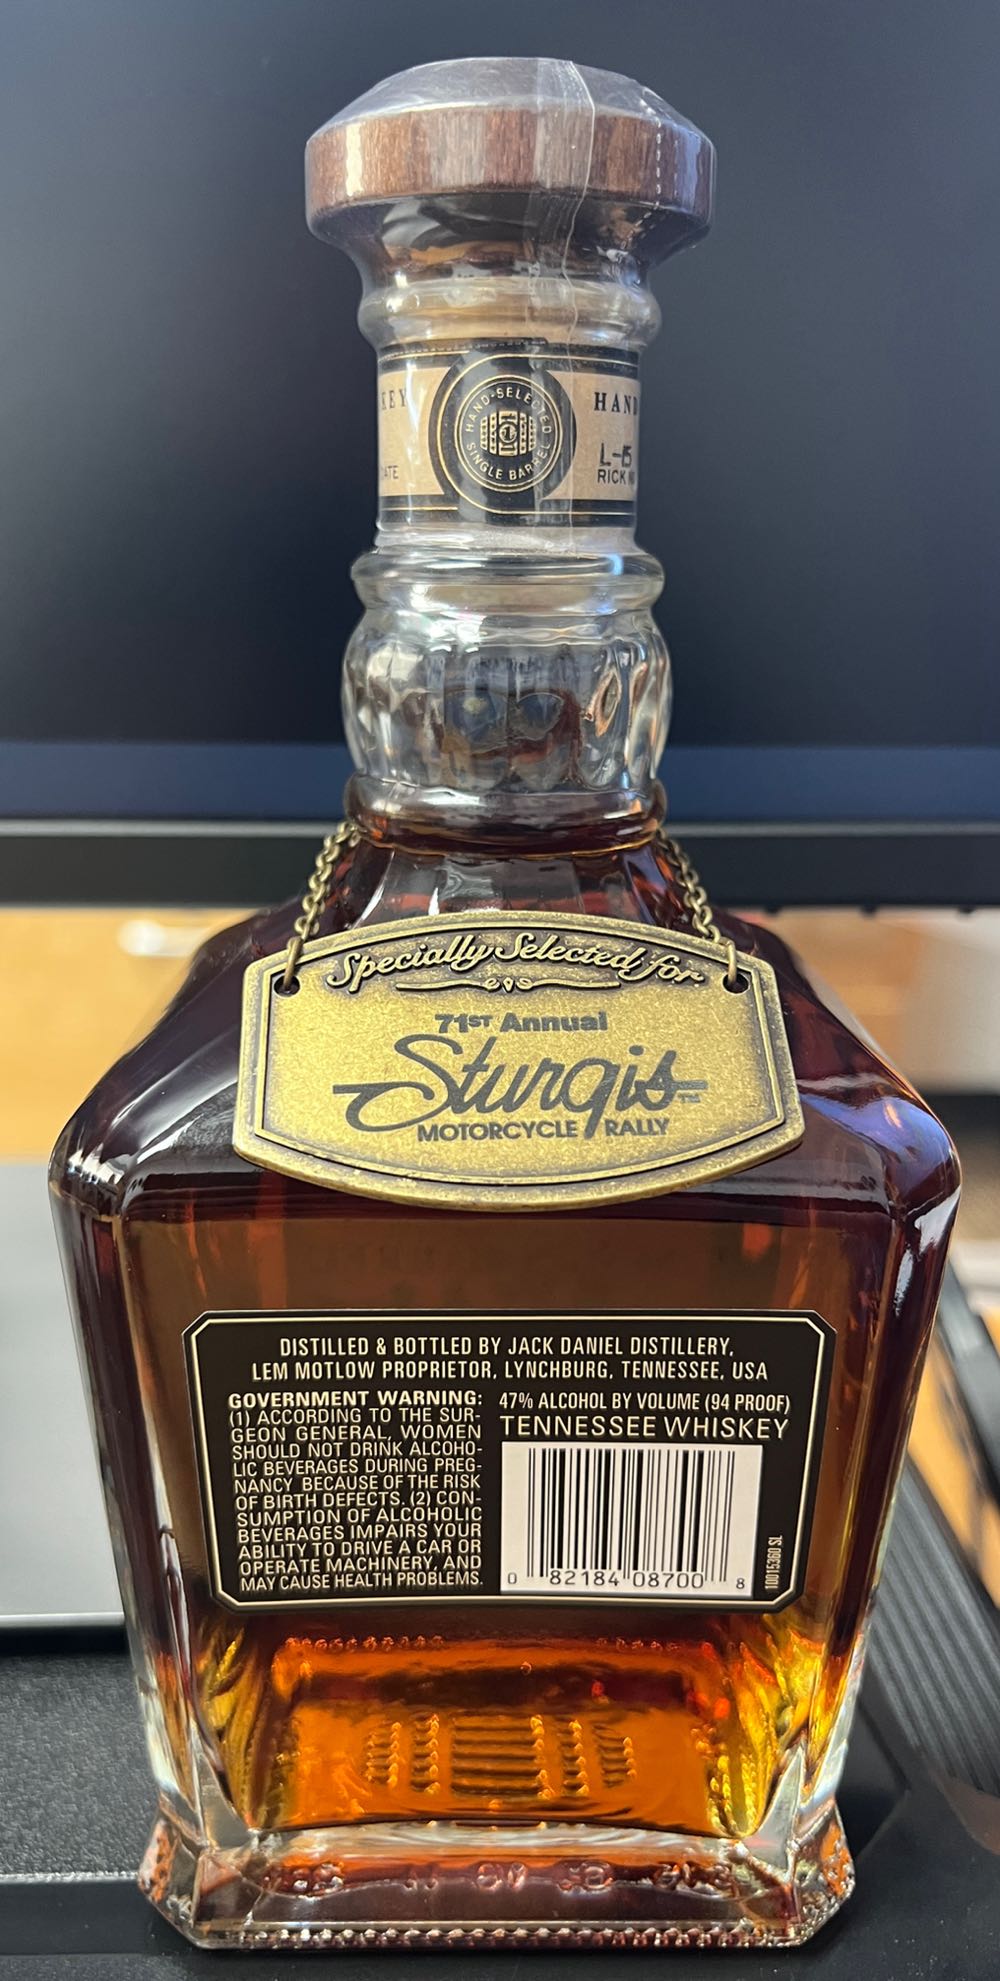 KEY
HAND-SELECTED
SINGLE BARREL
1
HAND
L-
RICK
Specially Selected for
71ST Annual
Sturgis™
MOTORCYCLE RALLY
DISTILLED & BOTTLED BY JACK DANIEL DISTILLERY,
LEM MOTLOW PROPRIETOR, LYNCHBURG, TENNESSEE, USA
GOVERNMENT WARNING:
(1) ACCORDING TO THE SUR-
GEON GENERAL, WOMEN
SHOULD NOT DRINK ALCOHO-
LIC BEVERAGES DURING PREG-
NANCY BECAUSE OF THE RISK
OF BIRTH DEFECTS. (2) CON-
SUMPTION OF ALCOHOLIC
BEVERAGES IMPAIRS YOUR
ABILITY TO DRIVE A CAR OR
OPERATE MACHINERY, AND
MAY CAUSE HEALTH PROBLEMS.
47% ALCOHOL BY VOLUME (94 PROOF)
TENNESSEE WHISKEY
0 82184 08700 8
10015360 SL